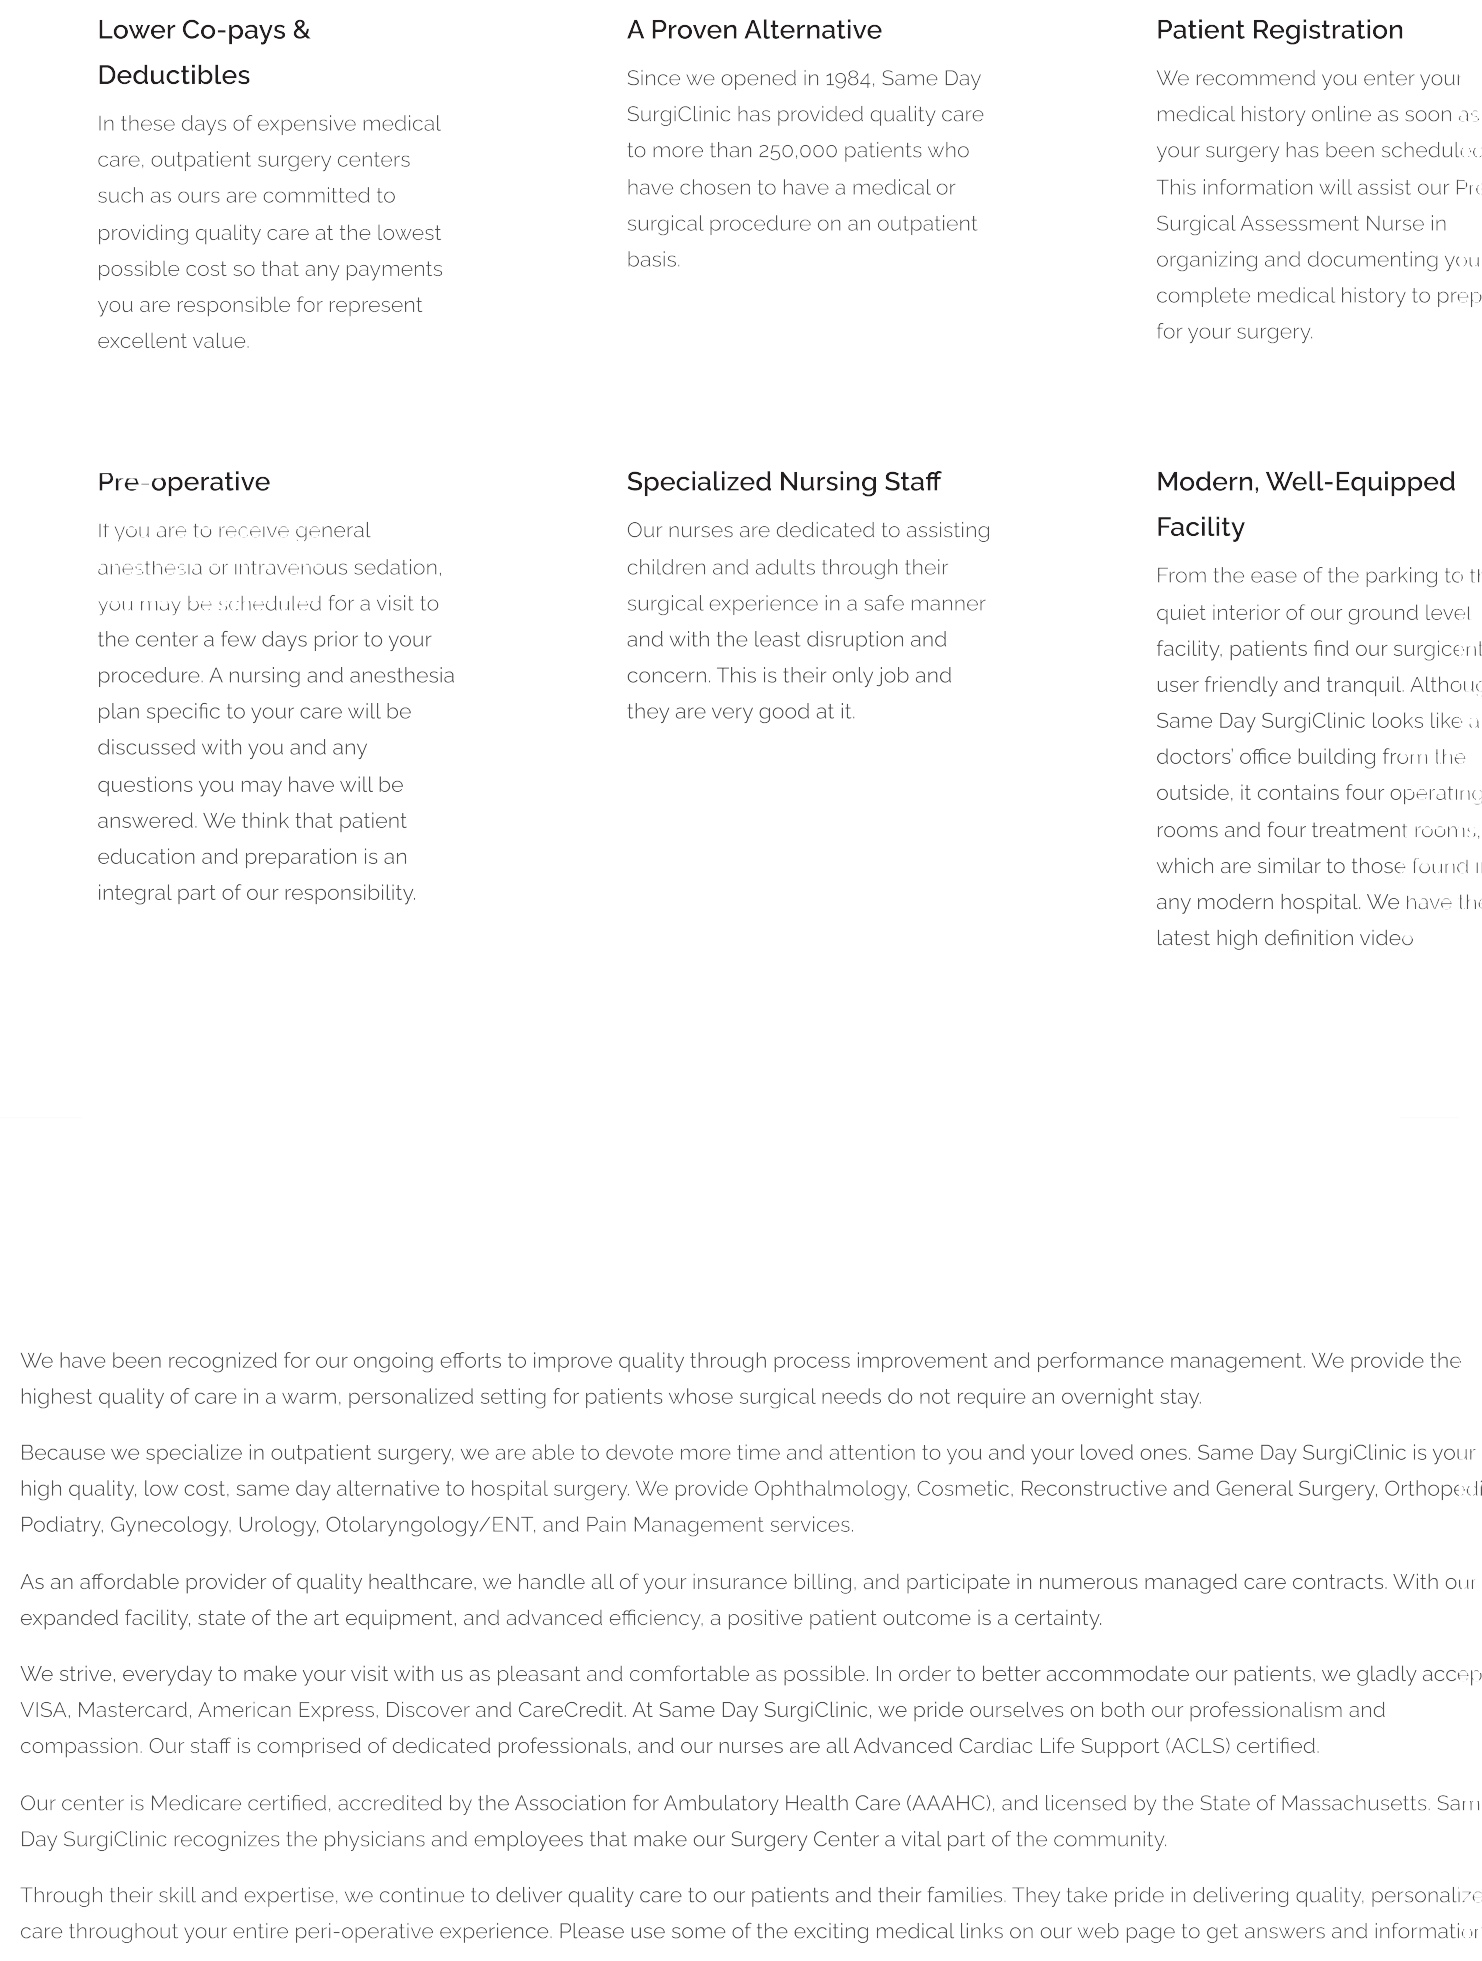 Lower Co-pays &
Deductibles
In these days of expensive medical
care, outpatient surgery centers
such as ours are committed to
providing quality care at the lowest
possible cost so that any payments
you are responsible for represent
excellent value.
A Proven Alternative
Since we opened in 1984, Same Day
SurgiClinic has provided quality care
to more than 250,000 patients who
have chosen to have a medical or
surgical procedure on an outpatient
basis.
Patient Registration
We recommend you enter your
medical history online as soon as
your surgery has been
This information will assist our
Surgical Assessment Nurse in
organizing and documenting
complete medical history to
for your surgery.
Pre-operative
If you are to receive general
anesthesia or intravenous sedation,
you may be scheduled for a visit to
the center a few days prior to your
procedure. A nursing and anesthesia
plan specific to your care will be
discussed with you and any
questions you may have will be
answered. We think that patient
education and preparation is an
integral part of our responsibility.
Specialized Nursing Staff
Our nurses are dedicated to assisting
children and adults through their
surgical experience in a safe manner
and with the least disruption and
concern. This is their only job and
they are very good at it.
Modern, Well-Equipped
Facility
From the ease of the parking to
quiet interior of our ground level
facility, patients find our
user friendly and tranquil.
Same Day SurgiClinic looks like a
doctors’ office building from the
outside, it contains four operating
rooms and four treatment rooms,
which are similar to those found
any modern hospital. We have the
latest high definition video
We have been recognized for our ongoing efforts to improve quality through process improvement and performance management. We provide the
highest quality of care in a warm, personalized setting for patients whose surgical needs do not require an overnight stay.
Because we specialize in outpatient surgery, we are able to devote more time and attention to you and your loved ones. Same Day SurgiClinic is your
high quality, low cost, same day alternative to hospital surgery. We provide Ophthalmology, Cosmetic, Reconstructive and General Surgery,
Podiatry, Gynecology, Urology, Otolaryngology/ENT, and Pain Management services.
As an affordable provider of quality healthcare, we handle all of your insurance billing, and participate in numerous managed care contracts. With our
expanded facility, state of the art equipment, and advanced efficiency, a positive patient outcome is a certainty.
We strive, everyday to make your visit with us as pleasant and comfortable as possible. In order to better accommodate our patients, we gladly
VISA, Mastercard, American Express, Discover and CareCredit. At Same Day SurgiClinic, we pride ourselves on both our professionalism and
compassion. Our staff is comprised of dedicated professionals, and our nurses are all Advanced Cardiac Life Support (ACLS) certified.
Our center is Medicare certified, accredited by the Association for Ambulatory Health Care (AAAHC), and licensed by the State of Massachusetts.
Day SurgiClinic recognizes the physicians and employees that make our Surgery Center a vital part of the community.
Through their skill and expertise, we continue to deliver quality care to our patients and their families. They take pride in delivering quality,
care throughout your entire peri-operative experience. Please use some of the exciting medical links on our web page to get answers and